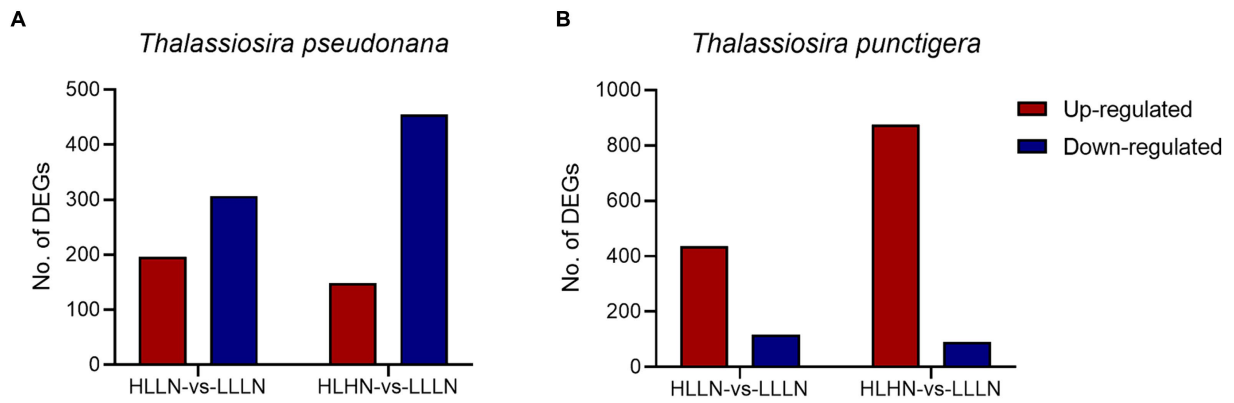 A
Thalassiosira pseudonana
No. of DEGs
500
400
300
200
100
0
HLLN-vs-LLLN
HLHN-vs-LLLN
B
Thalassiosira punctigera
No. of DEGs
1000
800
600
400
200
0
HLLN-vs-LLLN
HLHN-vs-LLLN
Up-regulated
Down-regulated